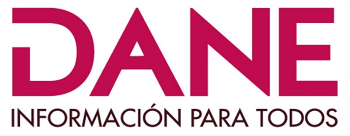 DANE
INFORMACIÓN PARA TODOS